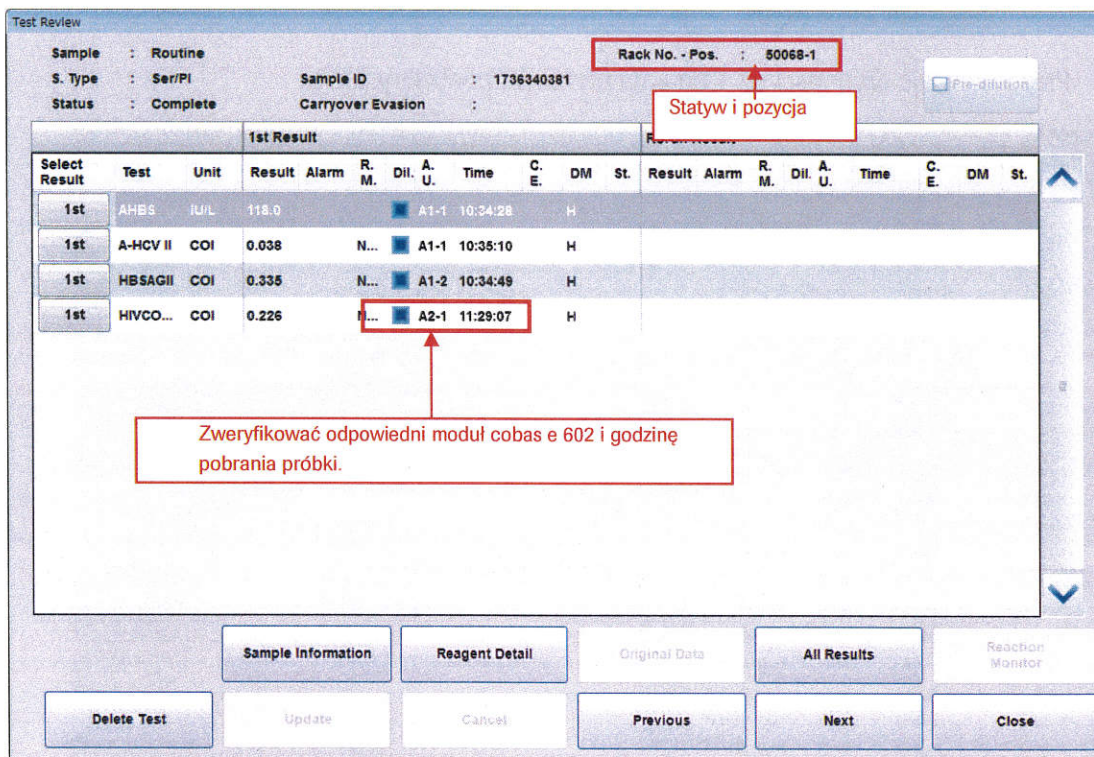 Test Review
Sample : Routine Rack No. - Pos. : 50068-1
S. Type : Ser/Pl Sample ID : 1736340381 Pre-dilution
Status : Complete Carryover Evasion :
Statyw i pozycja
1st Result Result
Select Result Test Unit Result Alarm R. M. Dil. A. U. Time C. E. DM St. Result Alarm R. M. Dil. A. U. Time C. E. DM St.
1st AHBS IU/L 118.0 A1-1 10:34:28 H
1st A-HCV II COI 0.038 N... A1-1 10:35:10 H
1st HBSAGII COI 0.335 N... A1-2 10:34:49 H
1st HIVCO... COI 0.226 N... A2-1 11:29:07 H
Zweryfikować odpowiedni moduł cobas e 602 i godzinę
pobrania próbki.
Sample Information Reagent Detail Original Data All Results Reaction Monitor
Delete Test Update Cancel Previous Next Close